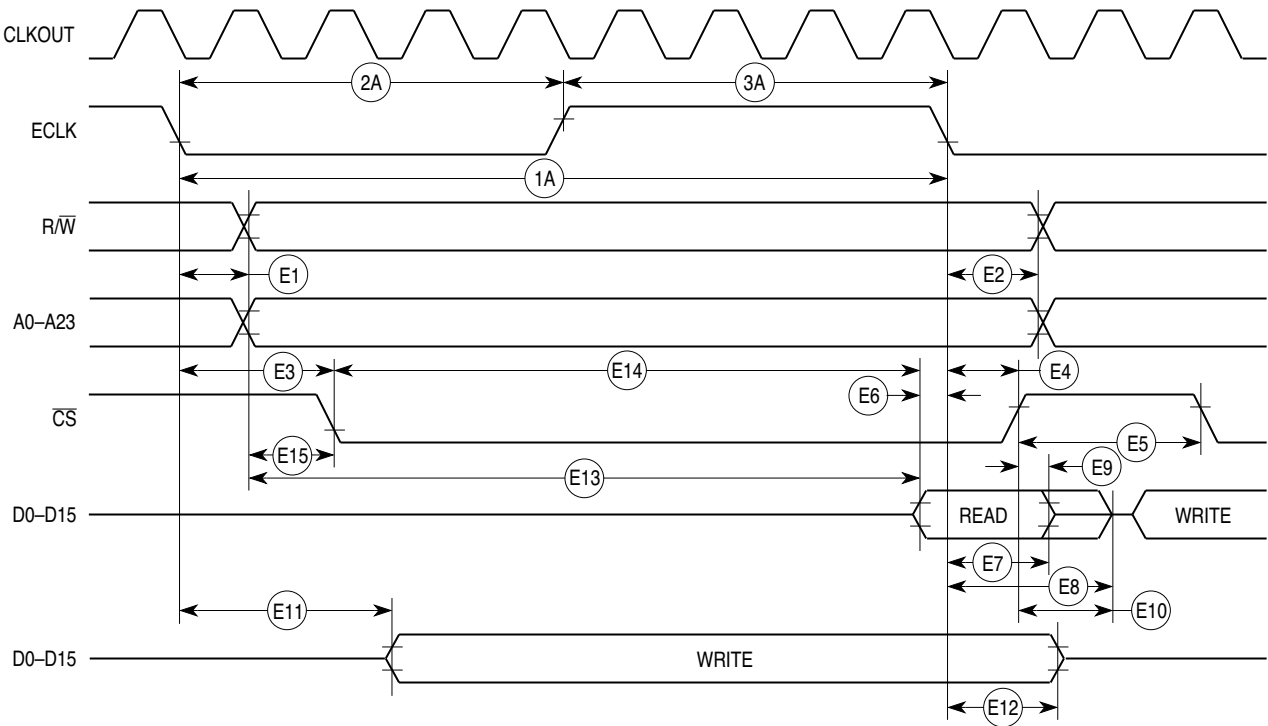 CLKOUT
2A
3A
ECLK
1A
R/W̅
E1
E2
A0–A23
E3
E14
E4
E6
C̅S̅
E15
E5
E13
E9
D0–D15
READ
WRITE
E7
E8
E11
E10
D0–D15
WRITE
E12